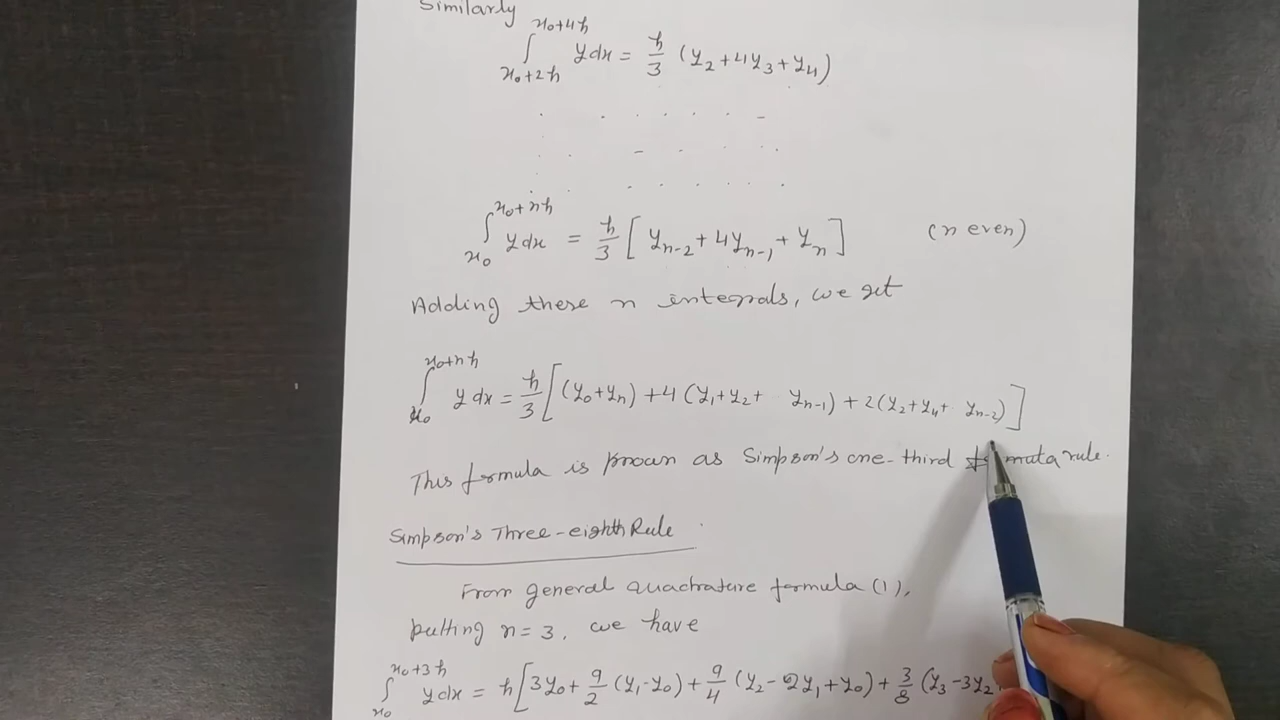 Similarly
∫_{x₀+2h}^{x₀+4h} y dx = h/3 (y₂ + 4y₃ + y₄)
. . . . . . –
. . – . . .
. . . . . . .
∫_{x₀}^{x₀+nh} y dx = h/3 [y_{n-2} + 4y_{n-1} + y_n] (n even)
Adding these n integrals, we get
∫_{x₀}^{x₀+nh} y dx = h/3 [(y₀+y_n) + 4(y₁+y₂+ y_{n-1}) + 2(y₂+y₄+ y_{n-2})]
This formula is known as Simpson's one-third rule.
Simpson's Three-eighth Rule
From general quadrature formula (1),
putting n=3, we have
∫_{x₀}^{x₀+3h} y dx = h[3y₀ + 9/2 (y₁-y₀) + 9/4 (y₂-2y₁+y₀) + 3/8 (y₃-3y₂